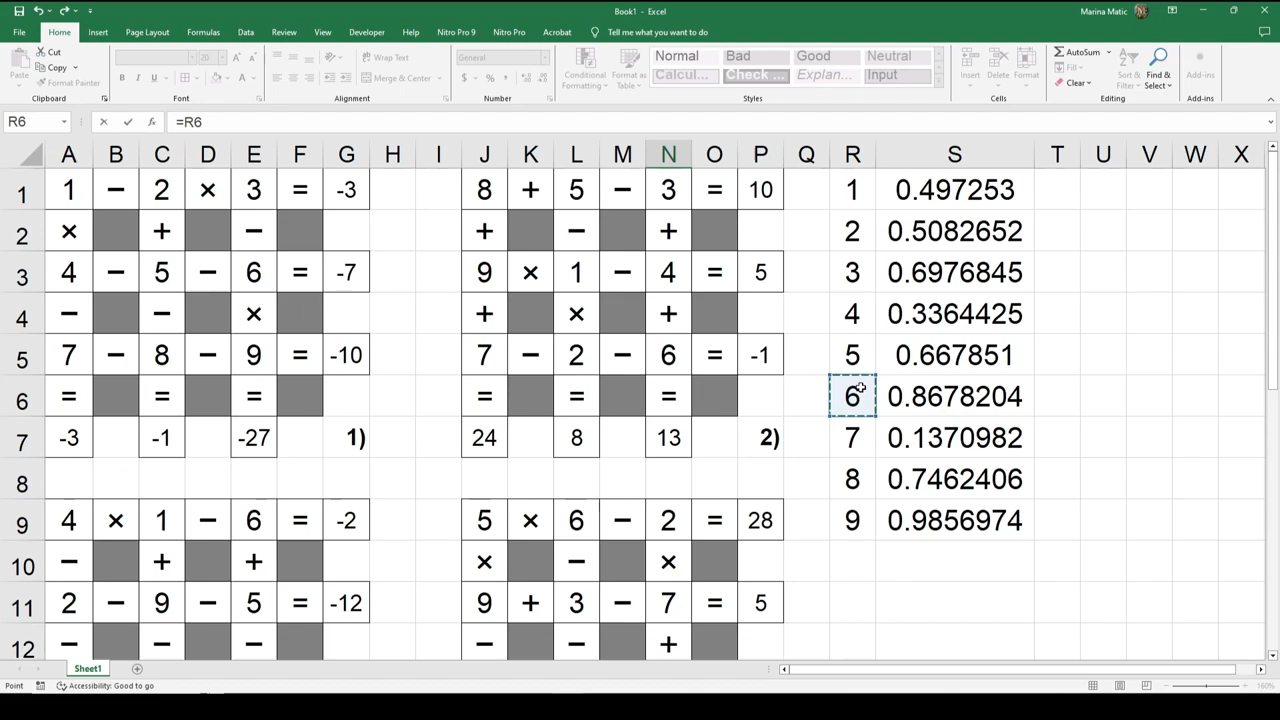 Book1 - Excel
Marina Matic
File Home Insert Page Layout Formulas Data Review View Developer Help Nitro Pro 9 Nitro Pro Acrobat Tell me what you want to do
Paste
Cut
Copy
Format Painter
Clipboard
20
B I U
Font
Wrap Text
Merge & Center
Alignment
General
$ % ,
Number
Conditional Formatting
Format as Table
Normal Bad Good Neutral
Calcul... Check ... Explan... Input
Styles
Insert Delete Format
Cells
AutoSum
Fill
Clear
Sort & Filter
Find & Select
Editing
Add-ins
Add-ins
R6 fx =R6
A B C D E F G H I J K L M N O P Q R S T U V W X
1 1 − 2 × 3 = -3 8 + 5 − 3 = 10 1 0.497253
2 × + − + − + 2 0.5082652
3 4 − 5 − 6 = -7 9 × 1 − 4 = 5 3 0.6976845
4 − − × + × + 4 0.3364425
5 7 − 8 − 9 = -10 7 − 2 − 6 = -1 5 0.667851
6 = = = = = = 6 0.8678204
7 -3 -1 -27 1) 24 8 13 2) 7 0.1370982
8 8 0.7462406
9 4 × 1 − 6 = -2 5 × 6 − 2 = 28 9 0.9856974
10 − + + × − ×
11 2 − 9 − 5 = -12 9 + 3 − 7 = 5
12 − − − − − +
Sheet1
Point Accessibility: Good to go 160%